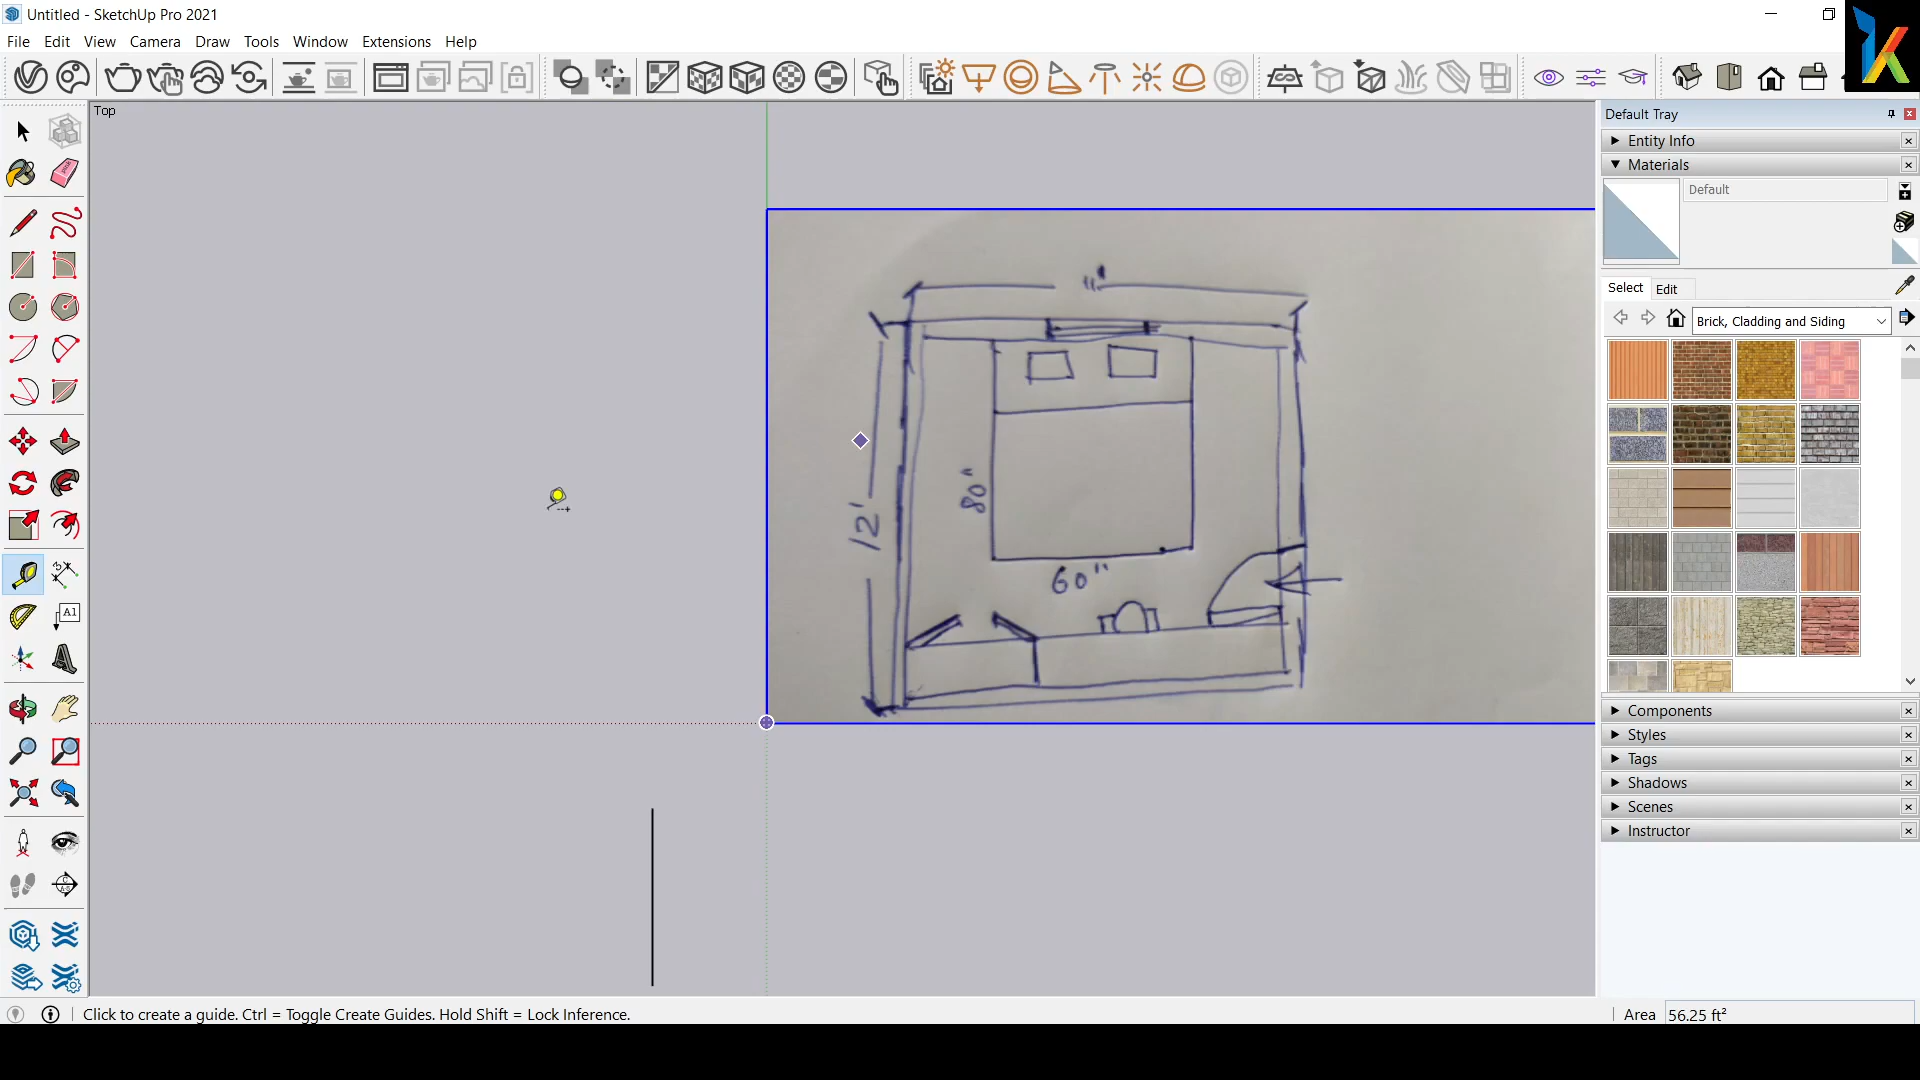 Untitled - SketchUp Pro 2021
File Edit View Camera Draw Tools Window Extensions Help
Top
Default Tray
Entity Info
Materials
Default
Select Edit
Brick, Cladding and Siding
12'
80"
60"
A1
Components
Styles
Tags
Shadows
Scenes
Instructor
Click to create a guide. Ctrl = Toggle Create Guides. Hold Shift = Lock Inference.
Area 56.25 ft²